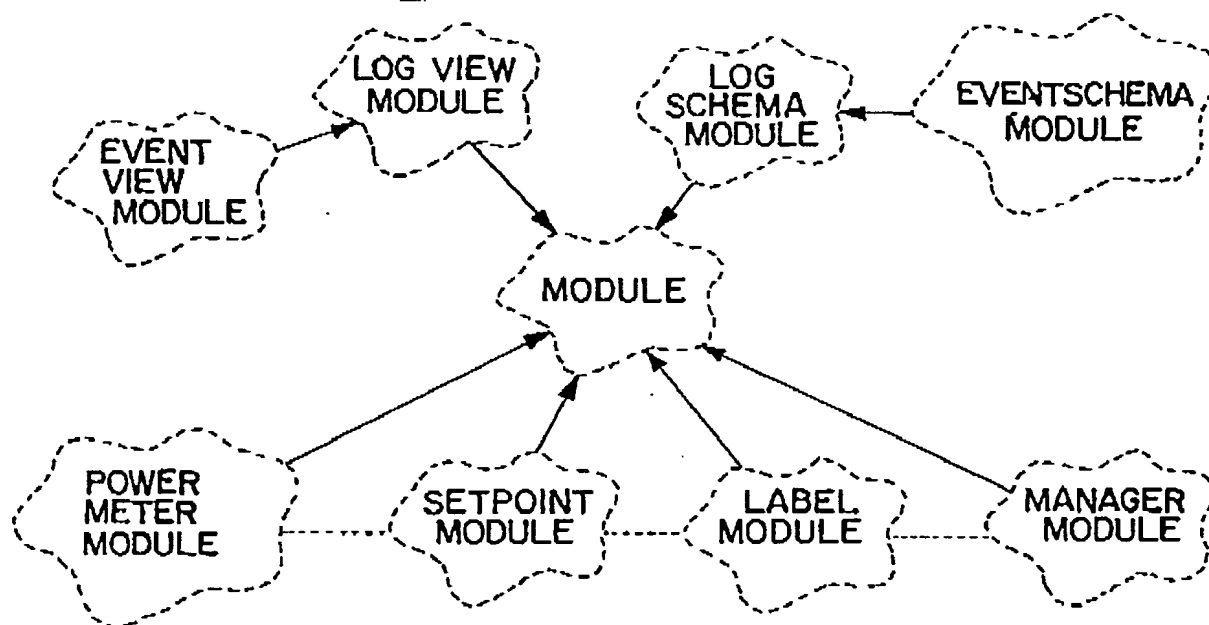 LOG VIEW
MODULE
LOG
SCHEMA
MODULE
EVENTSCHEMA
MODULE
EVENT
VIEW
MODULE
MODULE
POWER
METER
MODULE
SETPOINT
MODULE
LABEL
MODULE
MANAGER
MODULE